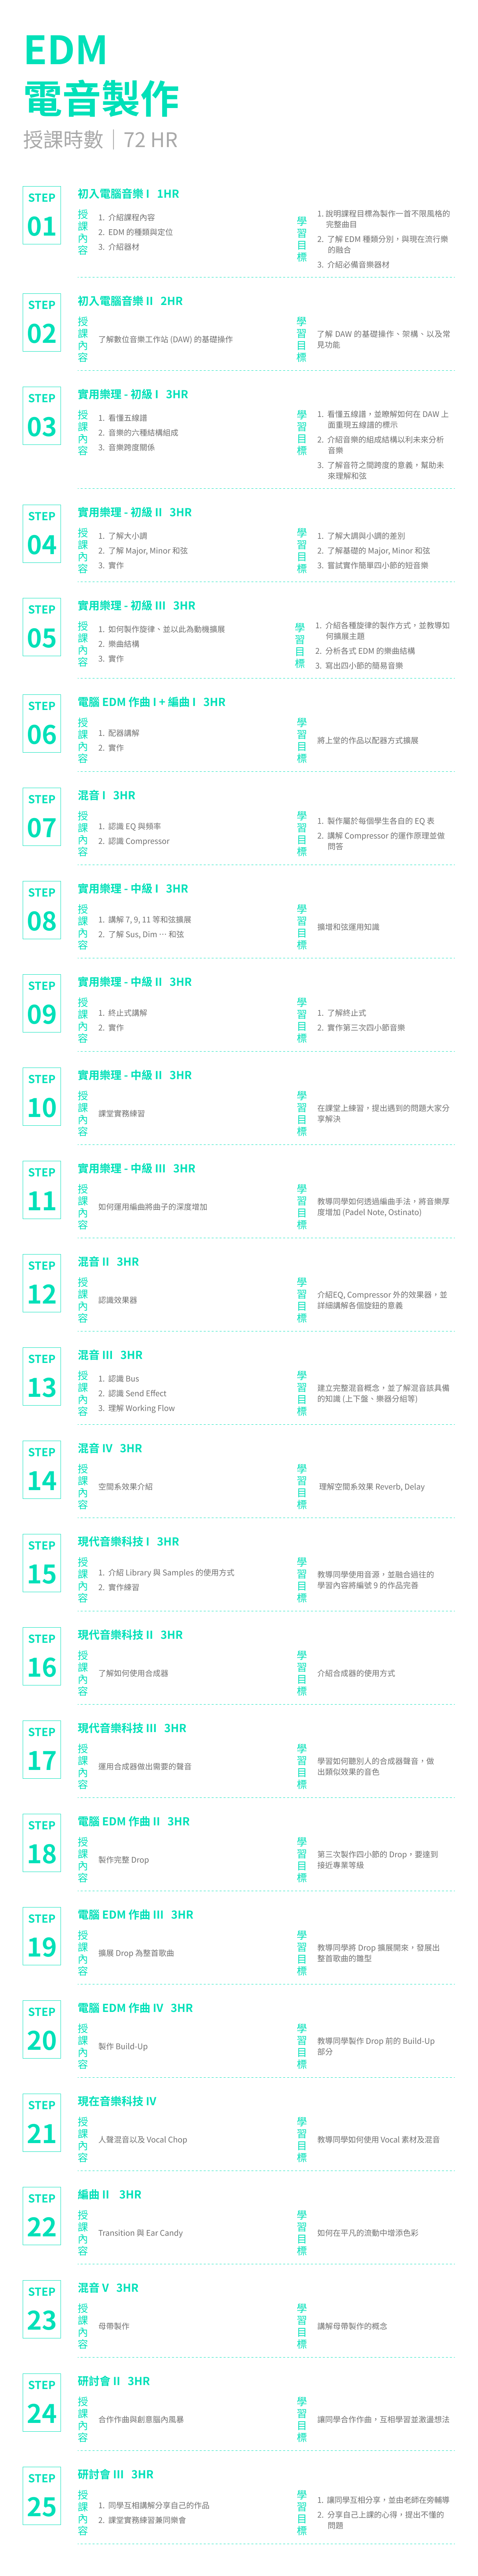 EDM
電音製作
授課時數｜72 HR
STEP
01
初入電腦音樂 I 1HR
授課內容
1. 介紹課程內容
2. EDM 的種類與定位
3. 介紹器材
學習目標
1. 說明課程目標為製作一首不限風格的
完整曲目
2. 了解 EDM 種類分別，與現在流行樂
的融合
3. 介紹必備音樂器材
STEP
02
初入電腦音樂 II 2HR
授課內容
了解數位音樂工作站 (DAW) 的基礎操作
學習目標
了解 DAW 的基礎操作、架構、以及常
見功能
STEP
03
實用樂理 - 初級 I 3HR
授課內容
1. 看懂五線譜
2. 音樂的六種結構組成
3. 音樂跨度關係
學習目標
1. 看懂五線譜，並瞭解如何在 DAW 上
面重現五線譜的標示
2. 介紹音樂的組成結構以利未來分析
音樂
3. 了解音符之間跨度的意義，幫助未
來理解和弦
STEP
04
實用樂理 - 初級 II 3HR
授課內容
1. 了解大小調
2. 了解 Major, Minor 和弦
3. 實作
學習目標
1. 了解大調與小調的差別
2. 了解基礎的 Major, Minor 和弦
3. 嘗試實作簡單四小節的短音樂
STEP
05
實用樂理 - 初級 III 3HR
授課內容
1. 如何製作旋律、並以此為動機擴展
2. 樂曲結構
3. 實作
學習目標
1. 介紹各種旋律的製作方式，並教導如
何擴展主題
2. 分析各式 EDM 的樂曲結構
3. 寫出四小節的簡易音樂
STEP
06
電腦 EDM 作曲 I + 編曲 I 3HR
授課內容
1. 配器講解
2. 實作
學習目標
將上堂的作品以配器方式擴展
STEP
07
混音 I 3HR
授課內容
1. 認識 EQ 與頻率
2. 認識 Compressor
學習目標
1. 製作屬於每個學生各自的 EQ 表
2. 講解 Compressor 的運作原理並做
問答
STEP
08
實用樂理 - 中級 I 3HR
授課內容
1. 講解 7, 9, 11 等和弦擴展
2. 了解 Sus, Dim … 和弦
學習目標
擴增和弦運用知識
STEP
09
實用樂理 - 中級 II 3HR
授課內容
1. 終止式講解
2. 實作
學習目標
1. 了解終止式
2. 實作第三次四小節音樂
STEP
10
實用樂理 - 中級 II 3HR
授課內容
課堂實務練習
學習目標
在課堂上練習，提出遇到的問題大家分
享解決
STEP
11
實用樂理 - 中級 III 3HR
授課內容
如何運用編曲將曲子的深度增加
學習目標
教導同學如何透過編曲手法，將音樂厚
度增加 (Padel Note, Ostinato)
STEP
12
混音 II 3HR
授課內容
認識效果器
學習目標
介紹EQ, Compressor 外的效果器，並
詳細講解各個旋鈕的意義
STEP
13
混音 III 3HR
授課內容
1. 認識 Bus
2. 認識 Send Effect
3. 理解 Working Flow
學習目標
建立完整混音概念，並了解混音該具備
的知識 (上下盤、樂器分組等)
STEP
14
混音 IV 3HR
授課內容
空間系效果介紹
學習目標
理解空間系效果 Reverb, Delay
STEP
15
現代音樂科技 I 3HR
授課內容
1. 介紹 Library 與 Samples 的使用方式
2. 實作練習
學習目標
教導同學使用音源，並融合過往的
學習內容將編號 9 的作品完善
STEP
16
現代音樂科技 II 3HR
授課內容
了解如何使用合成器
學習目標
介紹合成器的使用方式
STEP
17
現代音樂科技 III 3HR
授課內容
運用合成器做出需要的聲音
學習目標
學習如何聽別人的合成器聲音，做
出類似效果的音色
STEP
18
電腦 EDM 作曲 II 3HR
授課內容
製作完整 Drop
學習目標
第三次製作四小節的 Drop，要達到
接近專業等級
STEP
19
電腦 EDM 作曲 III 3HR
授課內容
擴展 Drop 為整首歌曲
學習目標
教導同學將 Drop 擴展開來，發展出
整首歌曲的雛型
STEP
20
電腦 EDM 作曲 IV 3HR
授課內容
製作 Build-Up
學習目標
教導同學製作 Drop 前的 Build-Up
部分
STEP
21
現在音樂科技 IV
授課內容
人聲混音以及 Vocal Chop
學習目標
教導同學如何使用 Vocal 素材及混音
STEP
22
編曲 II 3HR
授課內容
Transition 與 Ear Candy
學習目標
如何在平凡的流動中增添色彩
STEP
23
混音 V 3HR
授課內容
母帶製作
學習目標
講解母帶製作的概念
STEP
24
研討會 II 3HR
授課內容
合作作曲與創意腦內風暴
學習目標
讓同學合作作曲，互相學習並激盪想法
STEP
25
研討會 III 3HR
授課內容
1. 同學互相講解分享自己的作品
2. 課堂實務練習兼同樂會
學習目標
1. 讓同學互相分享，並由老師在旁輔導
2. 分享自己上課的心得，提出不懂的
問題